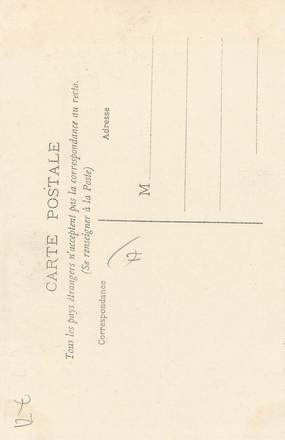 CARTE POSTALE
Tous les pays étrangers n'acceptent pas la correspondance au recto.
(Se renseigner à la Poste)
Correspondance
Adresse
M